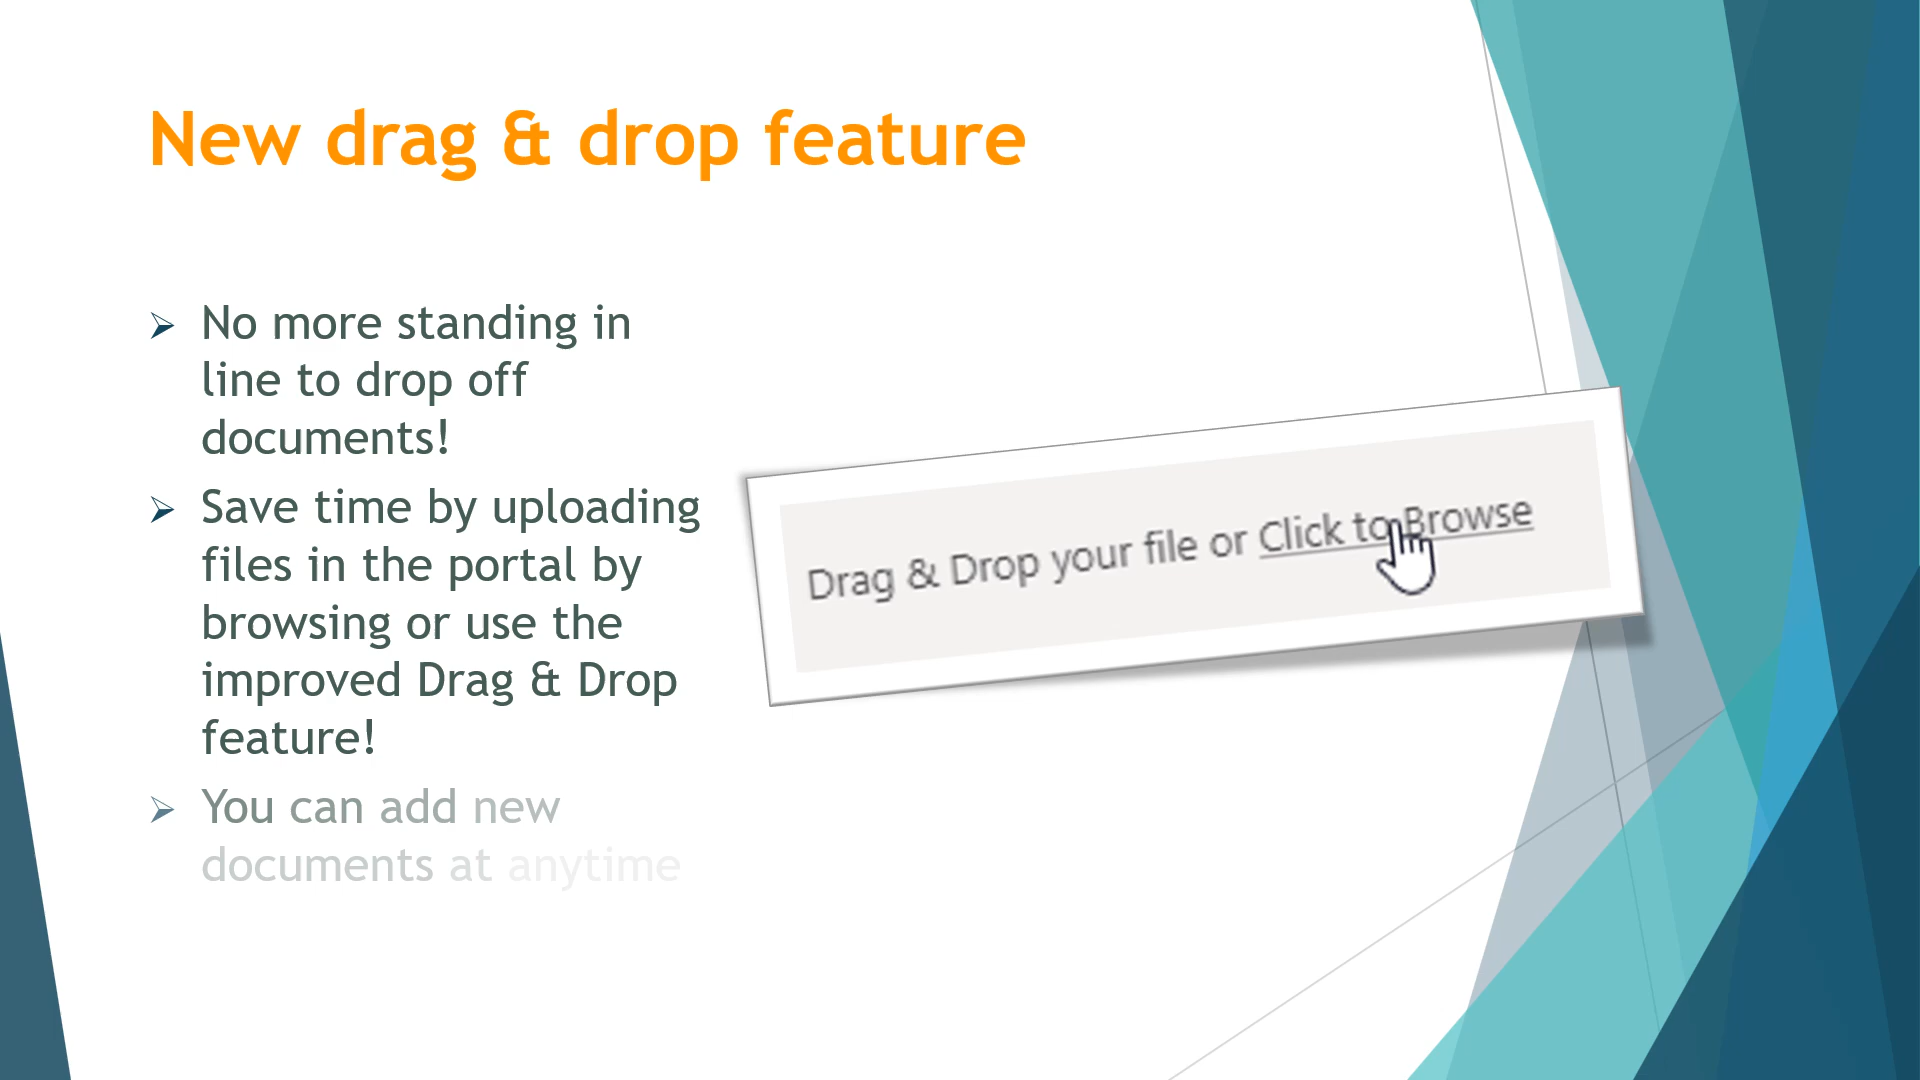 New drag & drop feature
No more standing in
line to drop off
documents!
Save time by uploading
files in the portal by
browsing or use the
improved Drag & Drop
feature!
You can add new
documents at anytime
Drag & Drop your file or Click to Browse